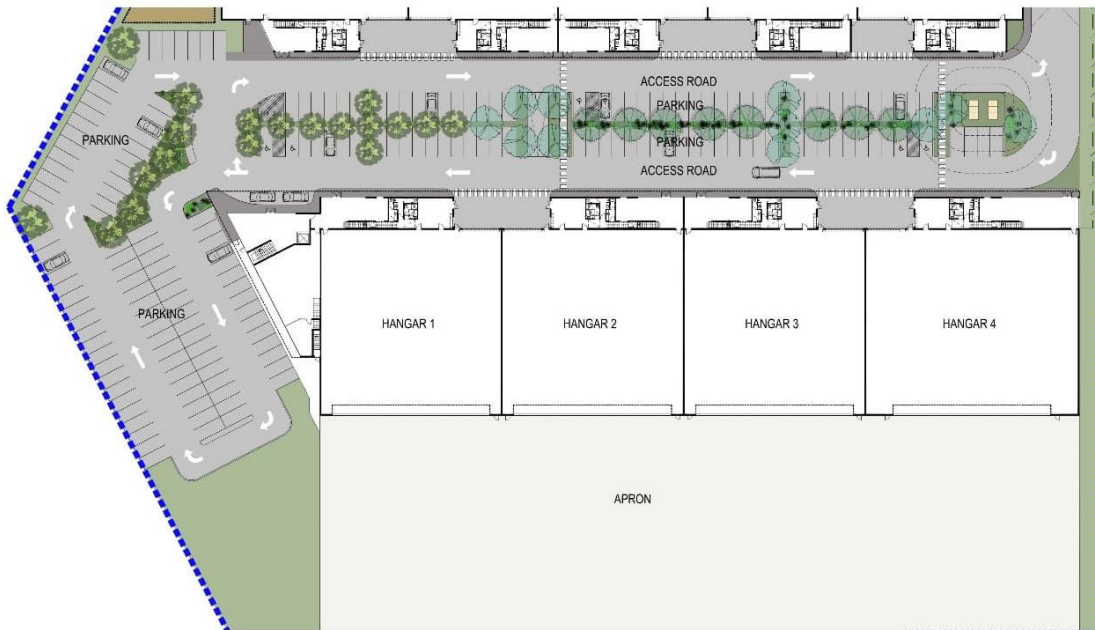 ACCESS ROAD
PARKING
PARKING
PARKING
ACCESS ROAD
PARKING
HANGAR 1
HANGAR 2
HANGAR 3
HANGAR 4
APRON